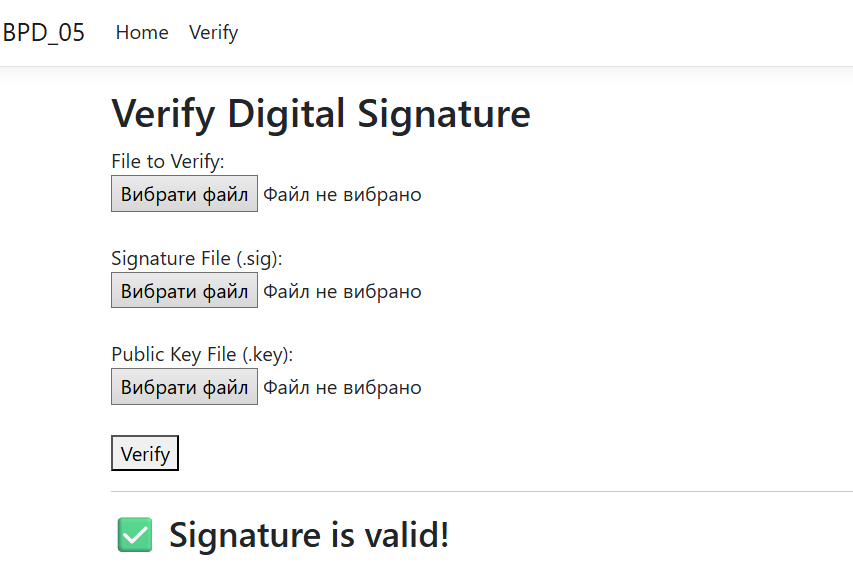 BPD_05 Home Verify
Verify Digital Signature
File to Verify:
Вибрати файл Файл не вибрано
Signature File (.sig):
Вибрати файл Файл не вибрано
Public Key File (.key):
Вибрати файл Файл не вибрано
Verify
✅ Signature is valid!